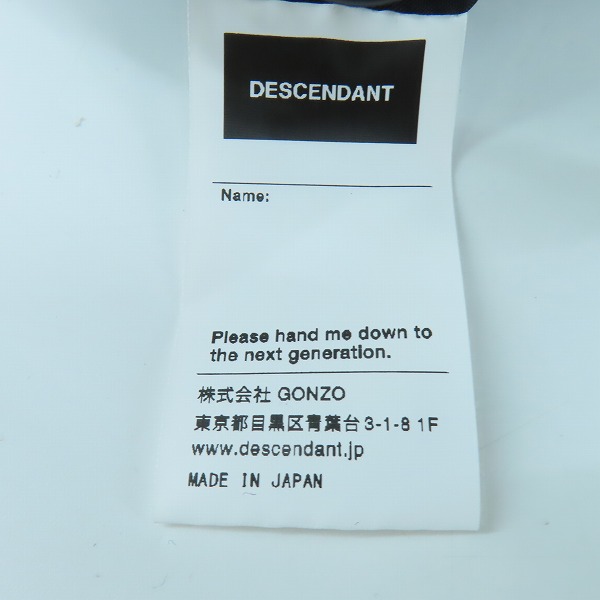 DESCENDANT
Name:
Please hand me down to
the next generation.
株式会社 GONZO
東京都目黒区青葉台3-1-8 1F
www.descendant.jp
MADE IN JAPAN